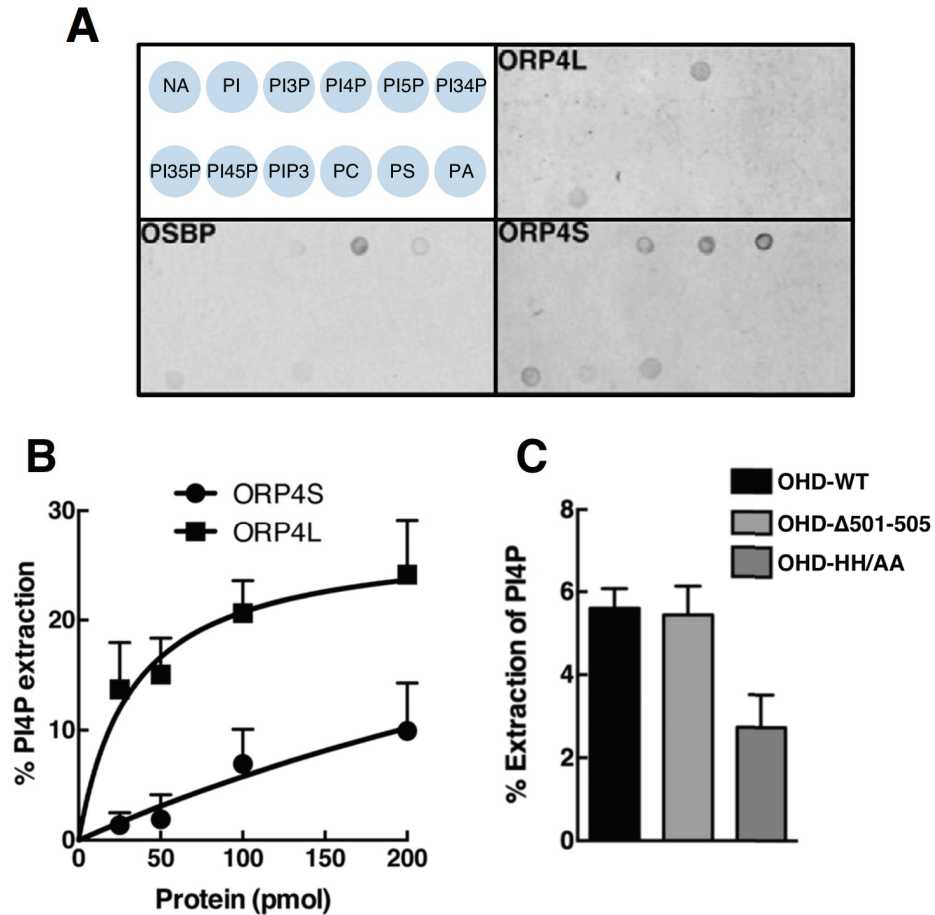 A
NA PI PI3P PI4P PI5P PI34P
PI35P PI45P PIP3 PC PS PA
ORP4L
OSBP
ORP4S
B
ORP4S
ORP4L
% PI4P extraction
30
20
10
0
0 50 100 150 200
Protein (pmol)
C
OHD-WT
OHD-Δ501-505
OHD-HH/AA
% Extraction of PI4P
8
6
4
2
0